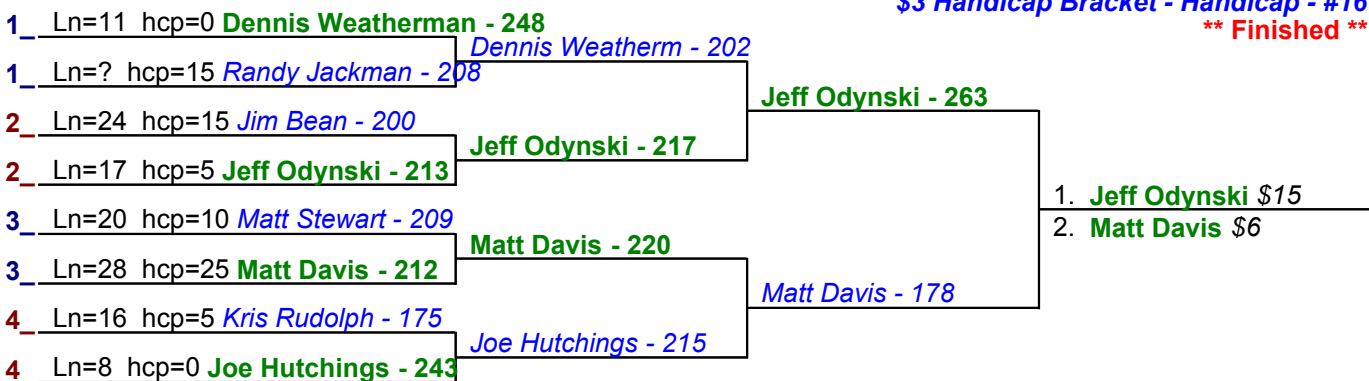 $3 Handicap Bracket - Handicap - #16
** Finished **
1_ Ln=11 hcp=0 Dennis Weatherman - 248
Dennis Weatherm - 202
1_ Ln=? hcp=15 Randy Jackman - 208
Jeff Odynski - 263
2_ Ln=24 hcp=15 Jim Bean - 200
Jeff Odynski - 217
2_ Ln=17 hcp=5 Jeff Odynski - 213
1. Jeff Odynski $15
2. Matt Davis $6
3_ Ln=20 hcp=10 Matt Stewart - 209
Matt Davis - 220
3_ Ln=28 hcp=25 Matt Davis - 212
Matt Davis - 178
4_ Ln=16 hcp=5 Kris Rudolph - 175
Joe Hutchings - 215
4 Ln=8 hcp=0 Joe Hutchings - 243